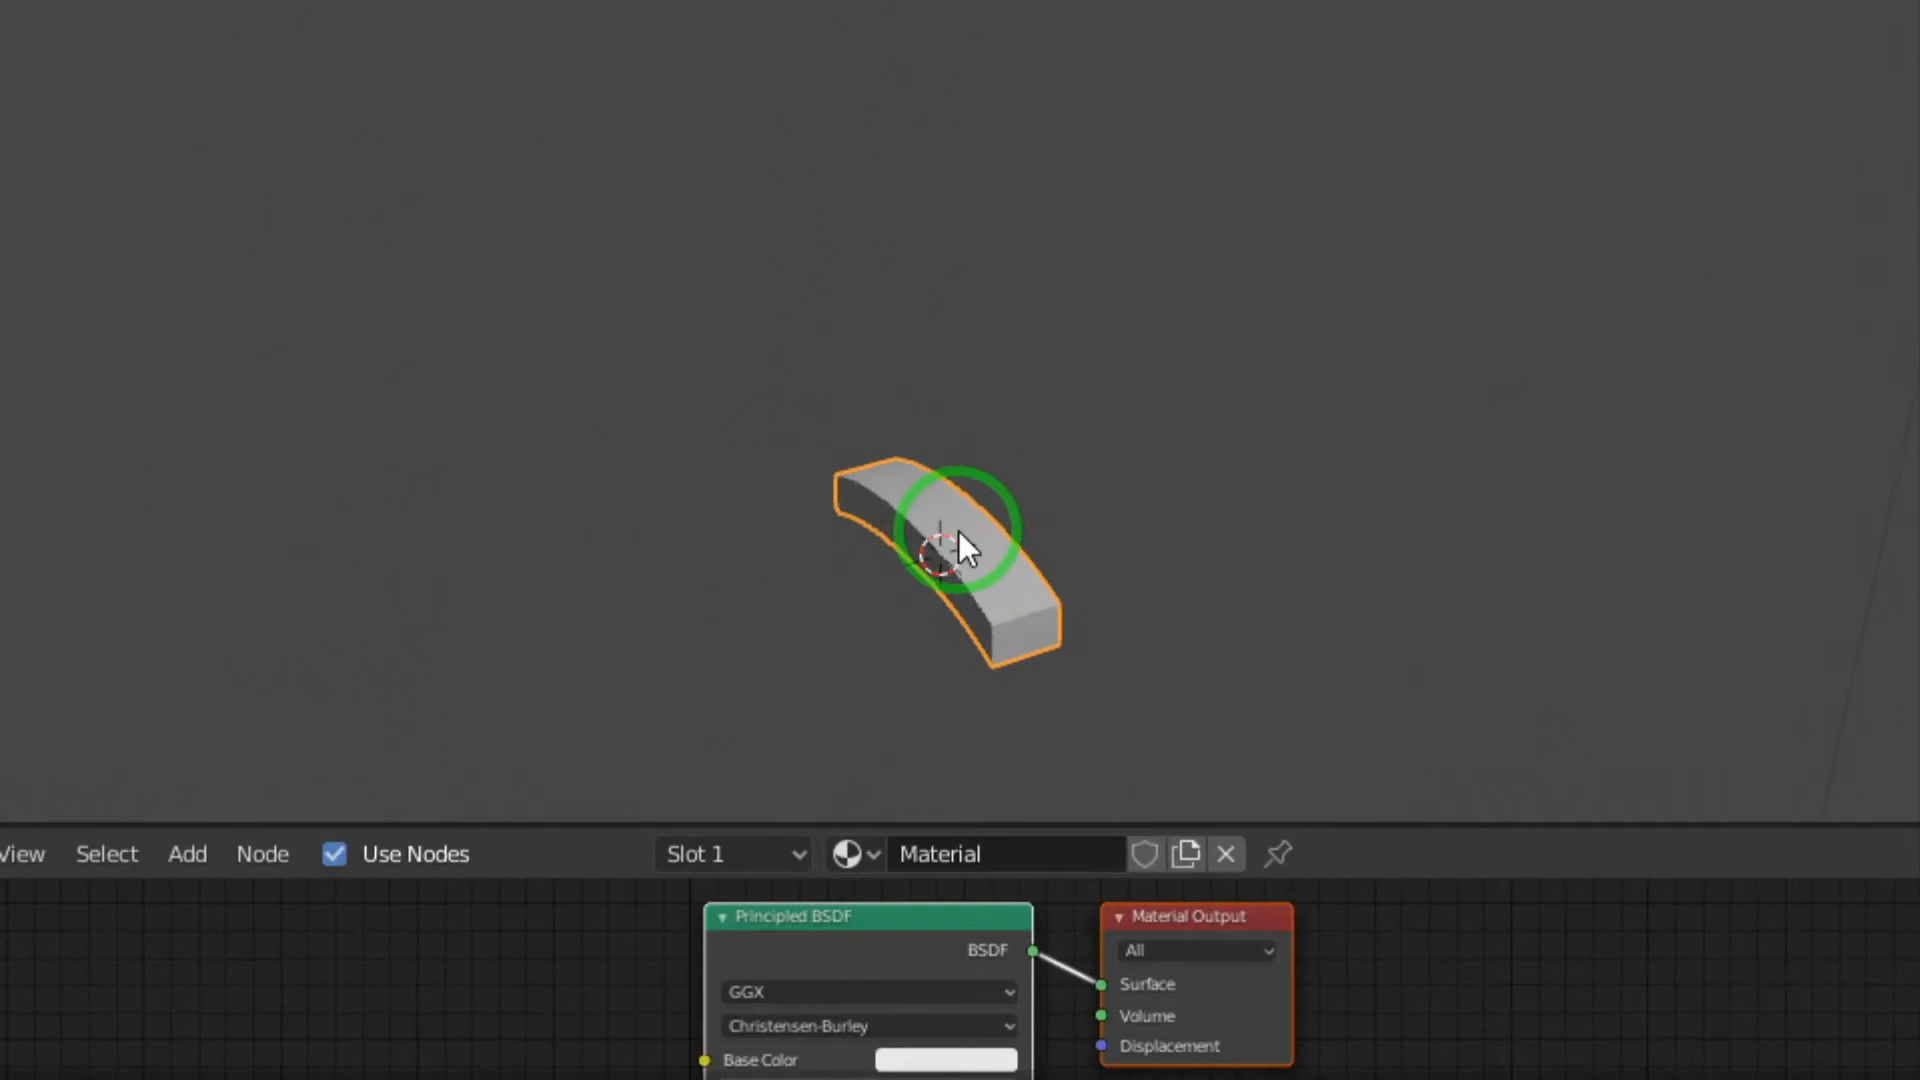 View Select Add Node Use Nodes Slot 1 Material
Principled BSDF
BSDF
GGX
Christensen-Burley
Base Color
Material Output
All
Surface
Volume
Displacement